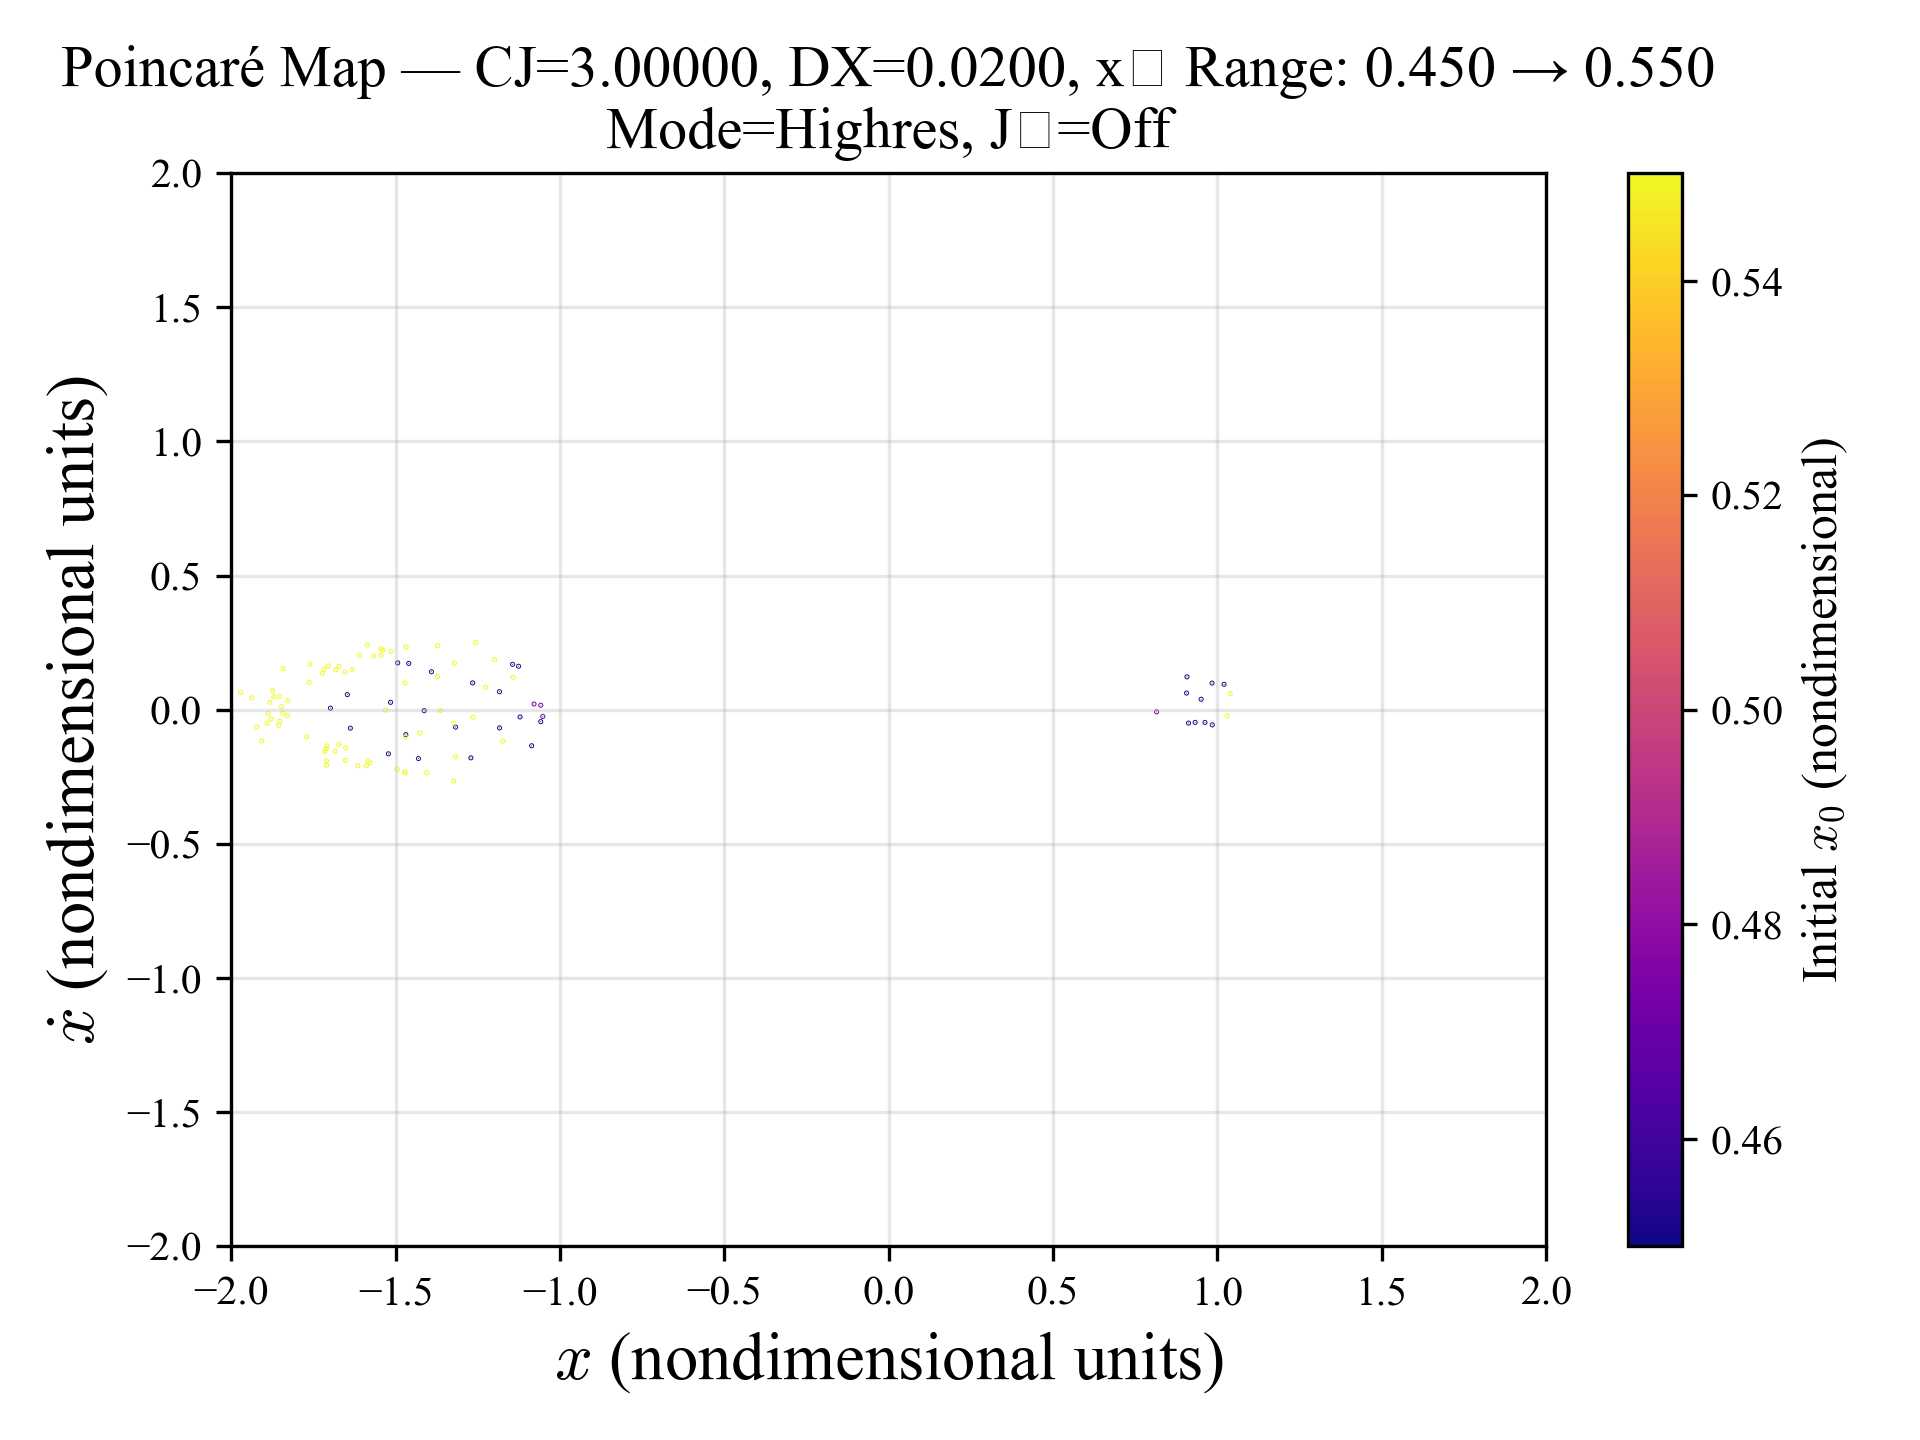 Poincaré Map — CJ=3.00000, DX=0.0200, x□ Range: 0.450 → 0.550
Mode=Highres, J□=Off
2.0
1.5
1.0
0.5
0.0
−0.5
−1.0
−1.5
−2.0
ẋ (nondimensional units)
−2.0 −1.5 −1.0 −0.5 0.0 0.5 1.0 1.5 2.0
x (nondimensional units)
0.54
0.52
0.50
0.48
0.46
Initial x₀ (nondimensional)